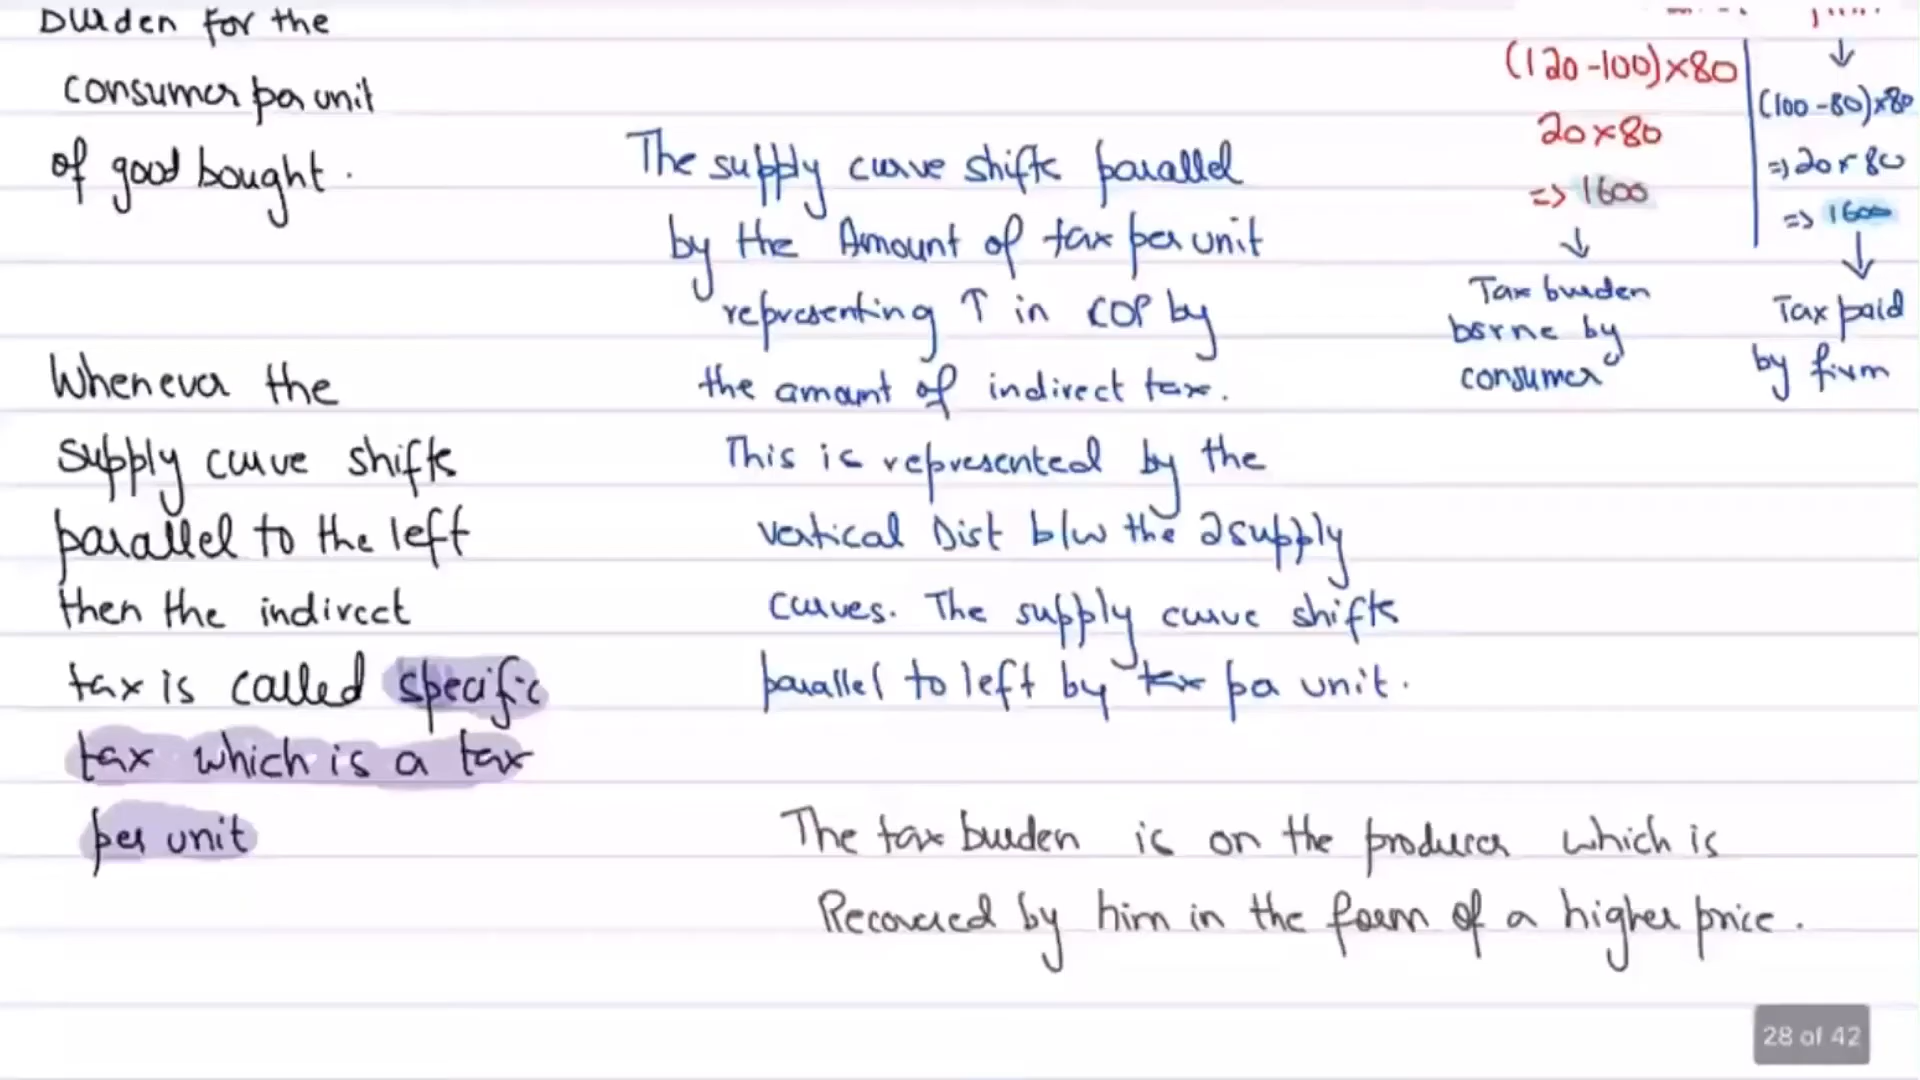 Burden for the
consumer per unit
of good bought.
Whenever the
supply curve shifts
parallel to the left
then the indirect
tax is called specific
tax which is a tax
per unit
The supply curve shifts parallel
by the Amount of tax per unit
representing ↑ in COP by
the amount of indirect tax.
This is represented by the
vertical Dist b/w the 2 supply
curves. The supply curve shifts
parallel to left by tax per unit.
The tax burden is on the producer which is
Recovered by him in the form of a higher price.
(120-100)×80
20×80
=> 1600
↓
Tax burden
borne by
consumer
↓
(100-80)×80
=> 20×80
=> 1600
↓
Tax paid
by firm
28 of 42